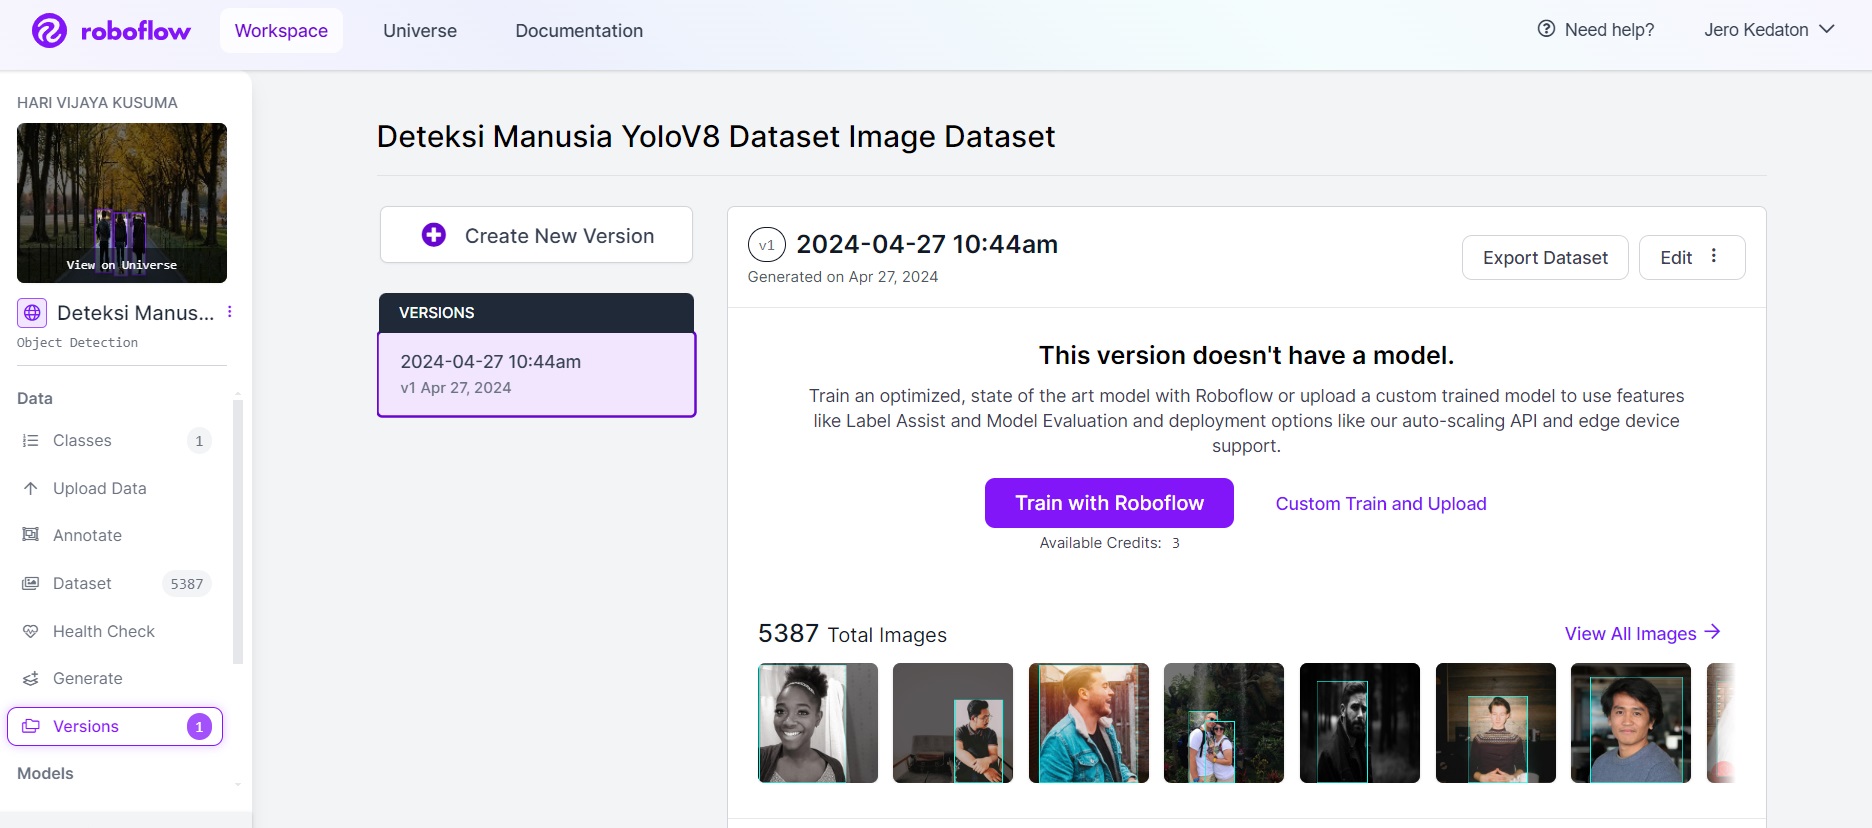 roboflow
Workspace
Universe
Documentation
Need help?
Jero Kedaton
HARI VIJAYA KUSUMA
View on Universe
Deteksi Manus...
Object Detection
Data
Classes 1
Upload Data
Annotate
Dataset 5387
Health Check
Generate
Versions 1
Models
Deteksi Manusia YoloV8 Dataset Image Dataset
Create New Version
VERSIONS
2024-04-27 10:44am
v1 Apr 27, 2024
v1 2024-04-27 10:44am
Generated on Apr 27, 2024
Export Dataset
Edit
This version doesn't have a model.
Train an optimized, state of the art model with Roboflow or upload a custom trained model to use features
like Label Assist and Model Evaluation and deployment options like our auto-scaling API and edge device
support.
Train with Roboflow
Custom Train and Upload
Available Credits: 3
5387 Total Images
View All Images